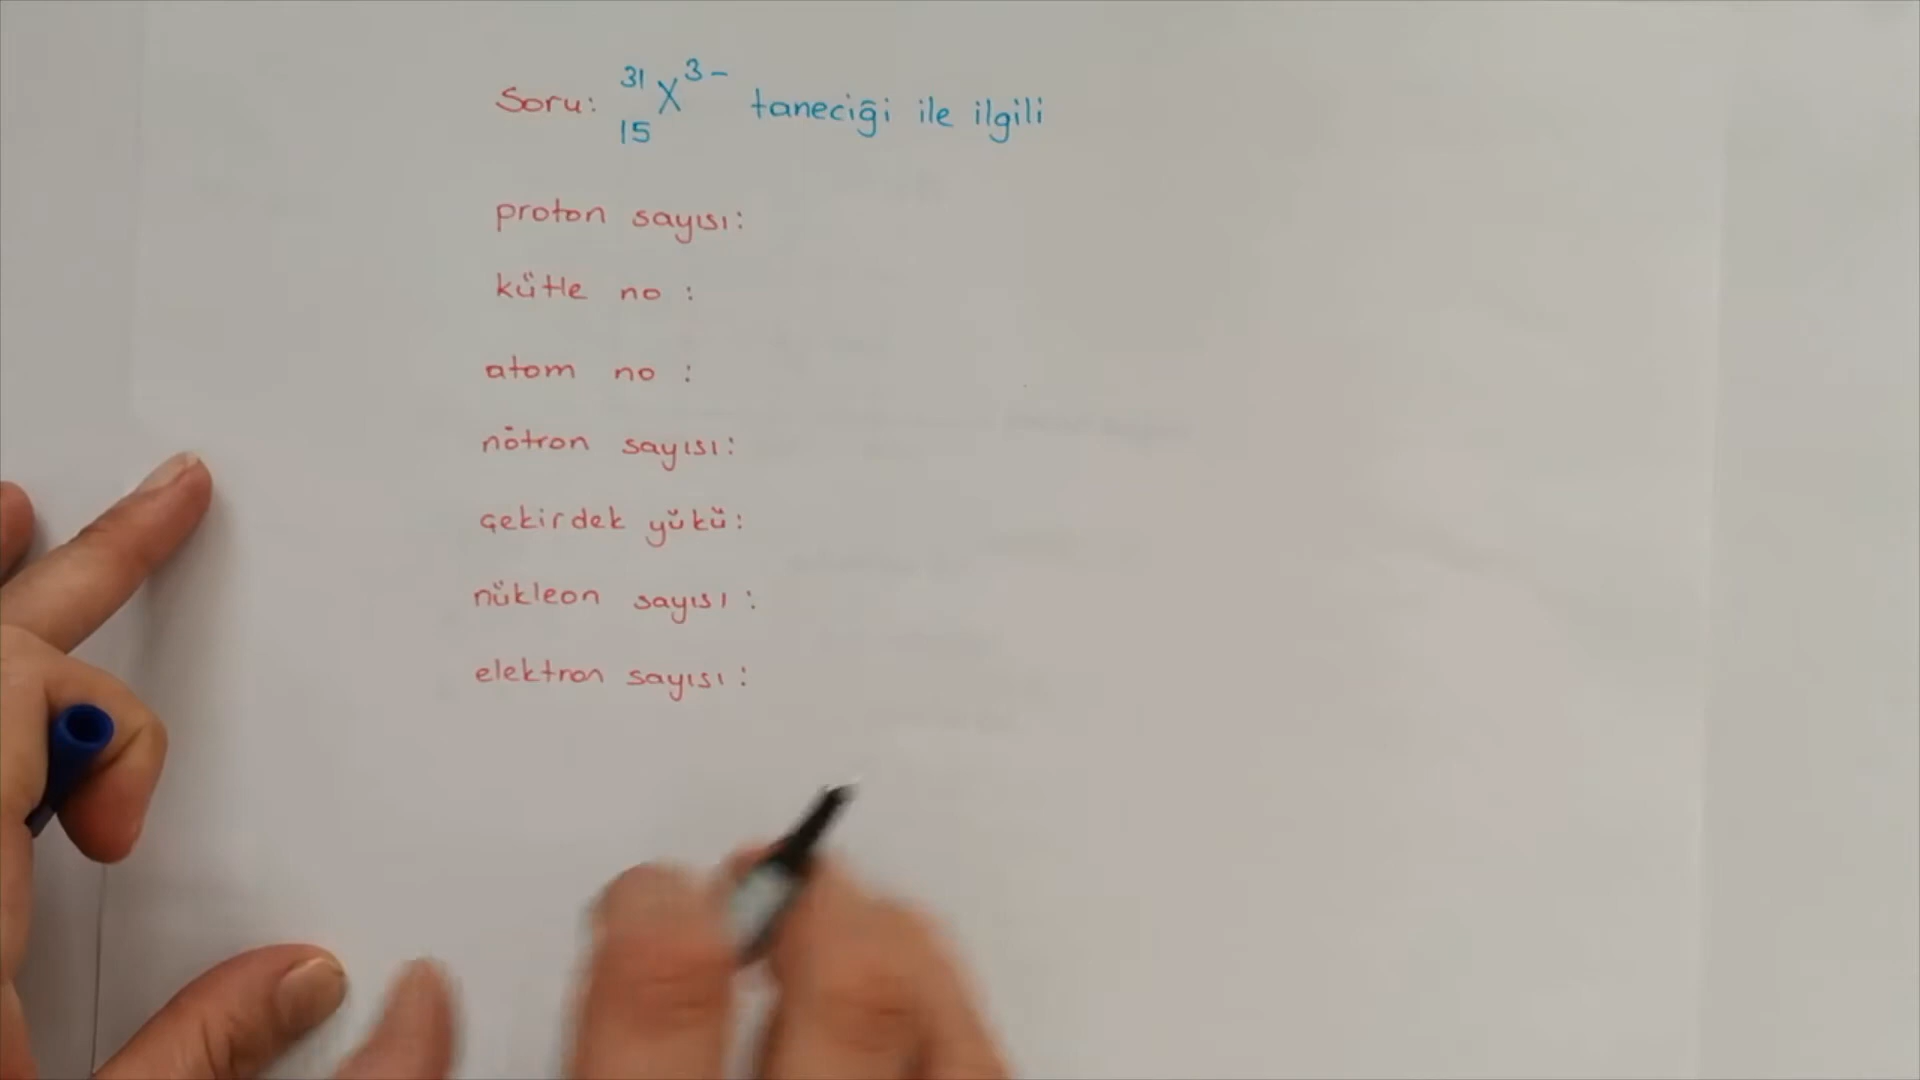 Soru: ³¹₁₅X³⁻ taneciği ile ilgili
proton sayısı:
kütle no :
atom no :
nötron sayısı:
çekirdek yükü:
nükleon sayısı :
elektron sayısı :